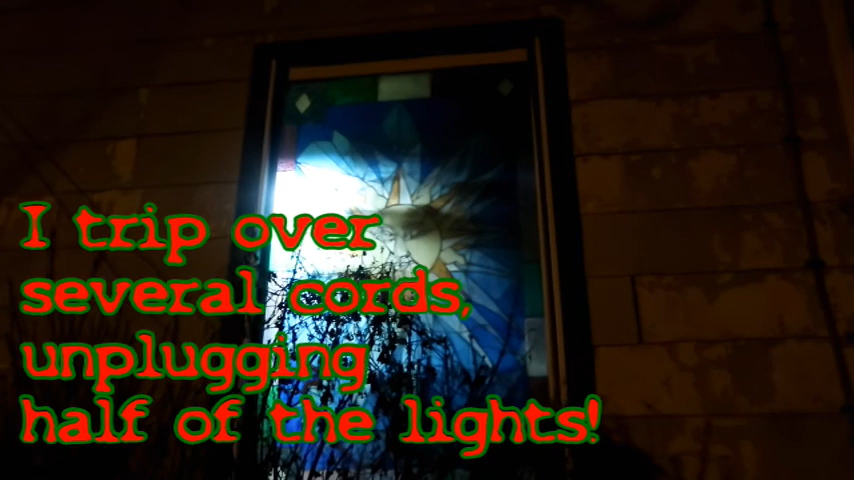 I trip over
several cords,
unplugging
half of the lights!